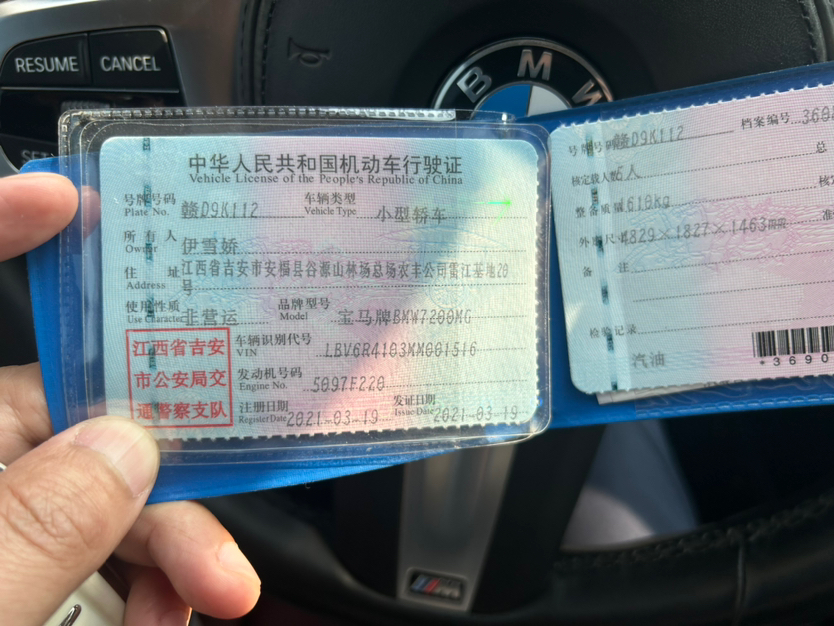 RESUME
CANCEL
BMW
中华人民共和国机动车行驶证
Vehicle License of the People's Republic of China
号牌号码 赣D9K112 车辆类型 小型轿车
Plate No. Vehicle Type
所有人 伊雪娇
Owner
住址 江西省吉安市安福县谷源山林场总场农丰公司
Address 基地20
号
使用性质 非营运 品牌型号 宝马牌BMW7200MG
Use Character Model
江西省吉安
市公安局交
通警察支队
车辆识别代号 LBV6R4103MM001516
VIN
发动机号码 5097F220
Engine No.
注册日期 2021-03-19 发证日期 2021-03-19
Register Date Issue Date
号牌号码 赣D9K112 档案编号 360
核定载人数 5人 总
整备质量 1618kg 核定
外廓尺寸 4829×1827×1463 准
备注
检验记录
汽油
*3690